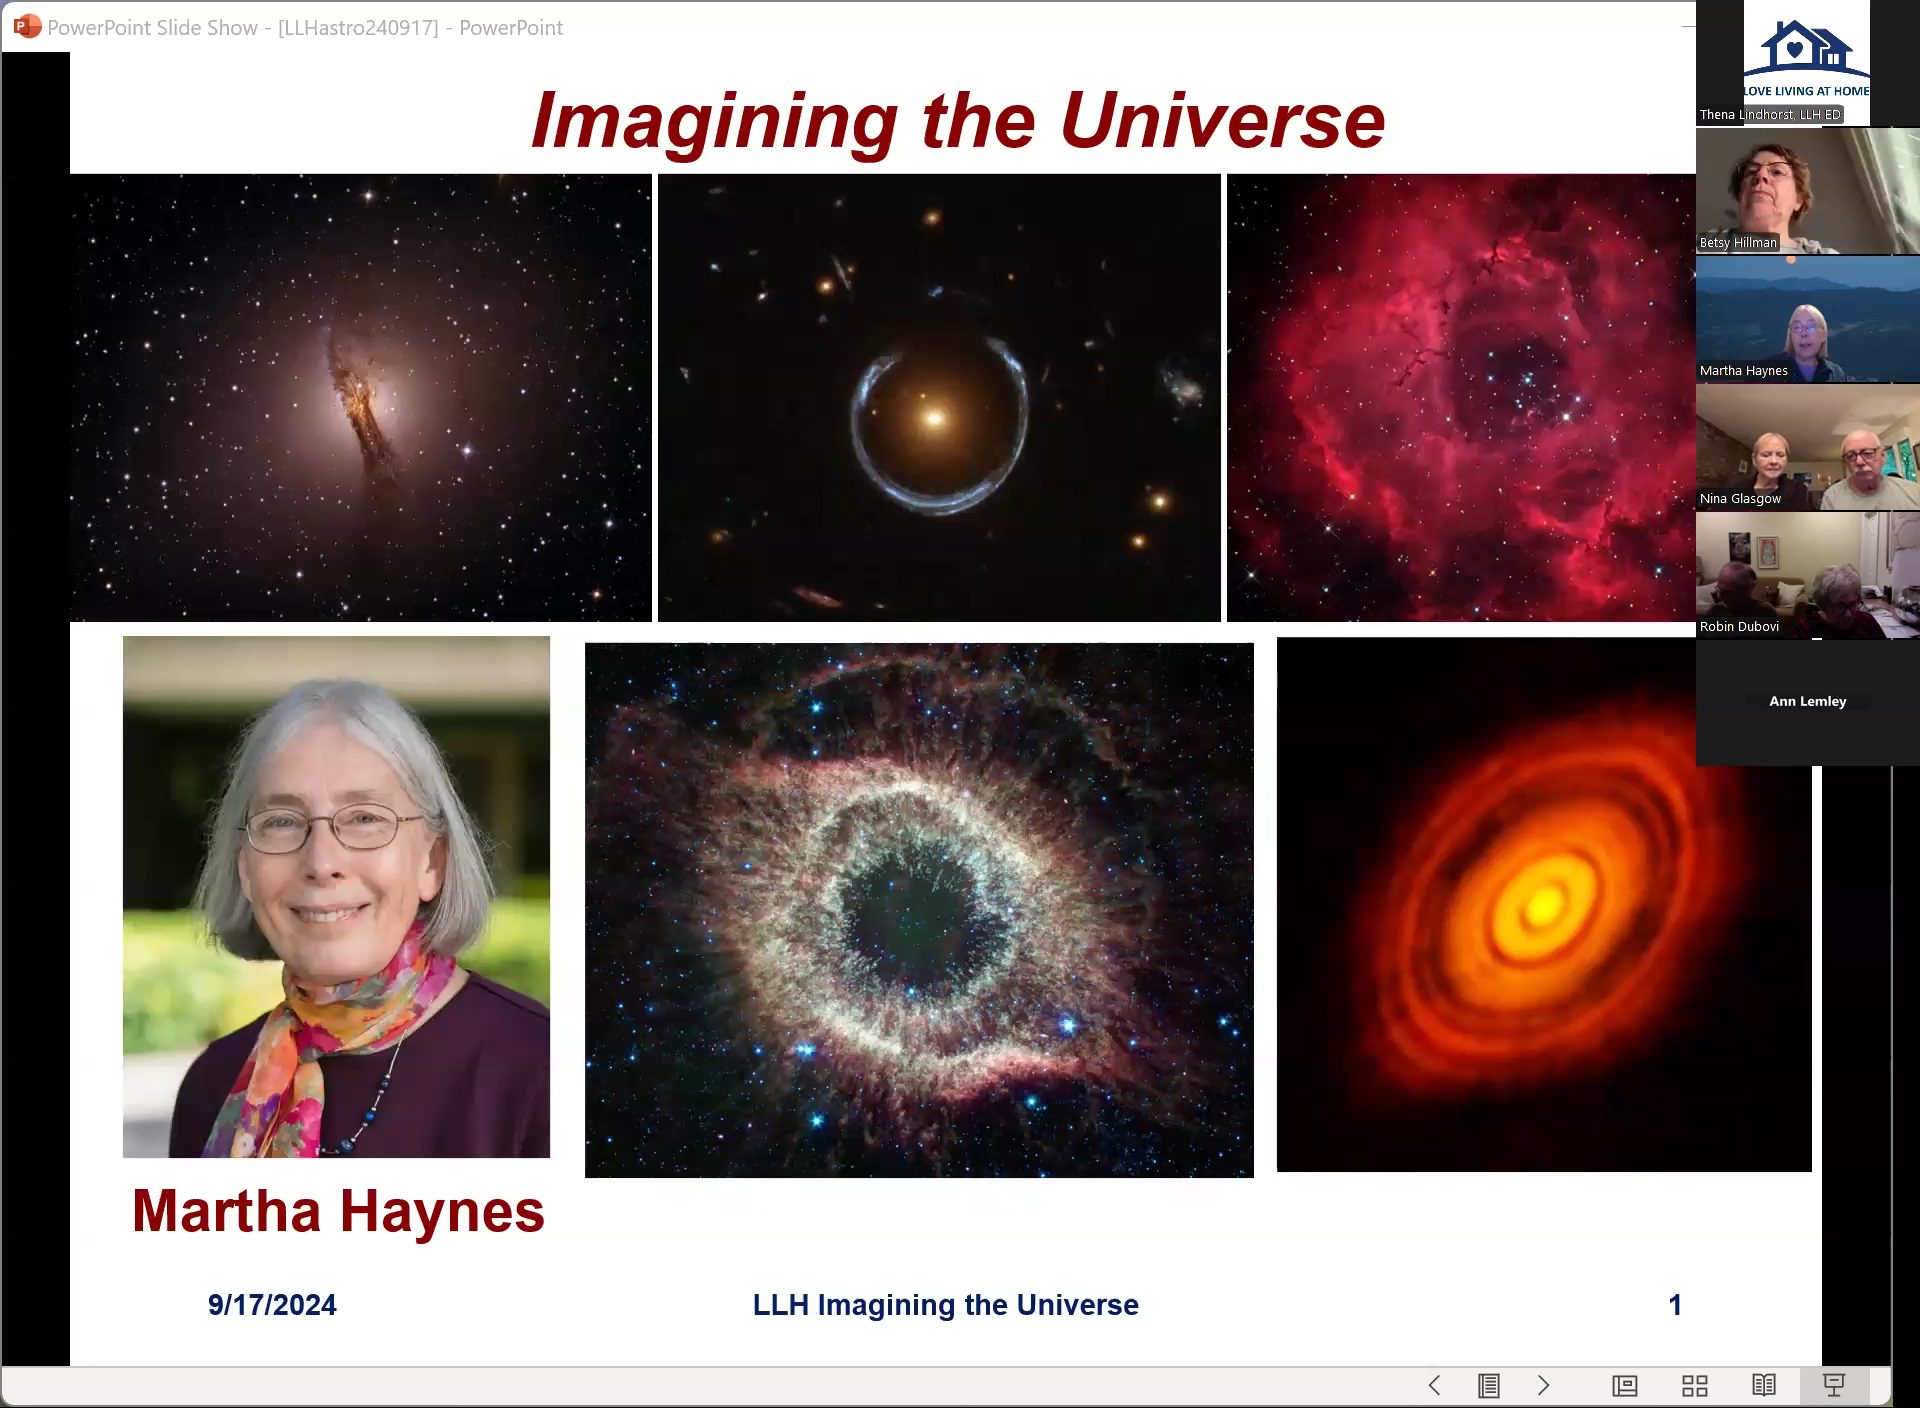 PowerPoint Slide Show - [LLHastro240917] - PowerPoint
Imagining the Universe
LOVE LIVING AT HOME
Thena Lindhorst, LLH ED
Betsy Hillman
Martha Haynes
Nina Glasgow
Robin Dubovi
Ann Lemley
Martha Haynes
9/17/2024
LLH Imagining the Universe
1